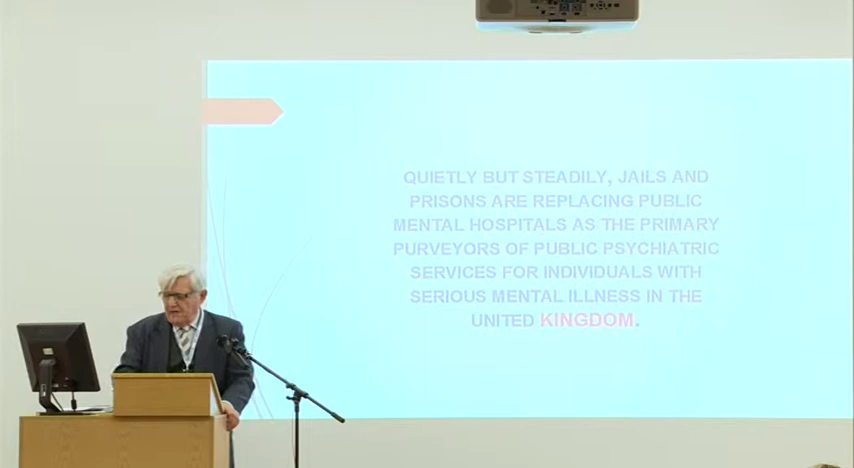 QUIETLY BUT STEADILY, JAILS AND
PRISONS ARE REPLACING PUBLIC
MENTAL HOSPITALS AS THE PRIMARY
PURVEYORS OF PUBLIC PSYCHIATRIC
SERVICES FOR INDIVIDUALS WITH
SERIOUS MENTAL ILLNESS IN THE
UNITED KINGDOM.